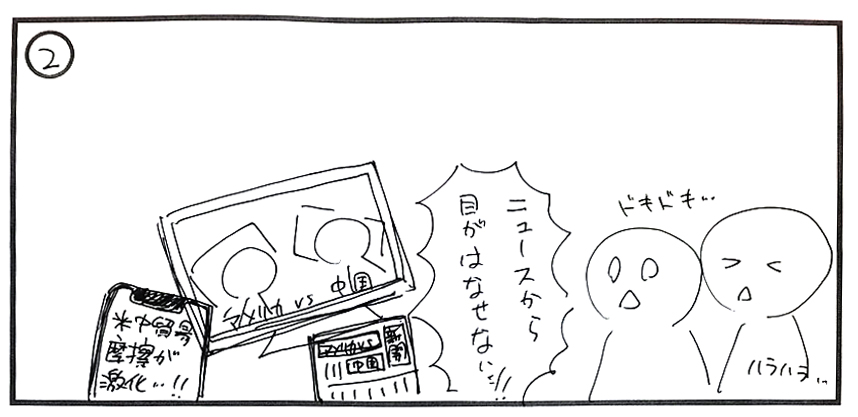 ②
ドキドキ…
ニュースから
目がはなせない…!!
アメリカ vs 中国
米中貿易
摩擦が
激化…!!
新聞
アメリカ vs
中国
ハラハラ…